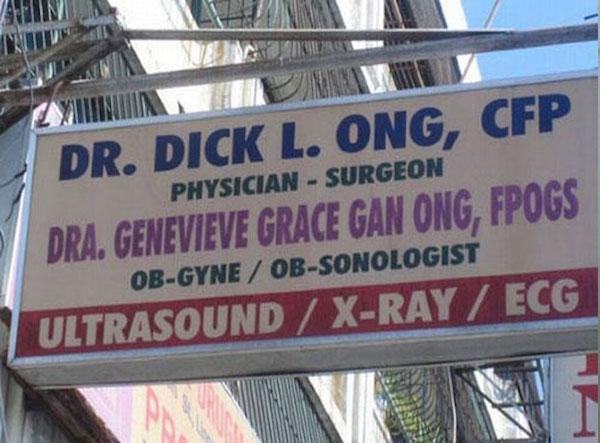 DR. DICK L. ONG, CFP
PHYSICIAN - SURGEON
DRA. GENEVIEVE GRACE GAN ONG, FPOGS
OB-GYNE / OB-SONOLOGIST
ULTRASOUND / X-RAY / ECG